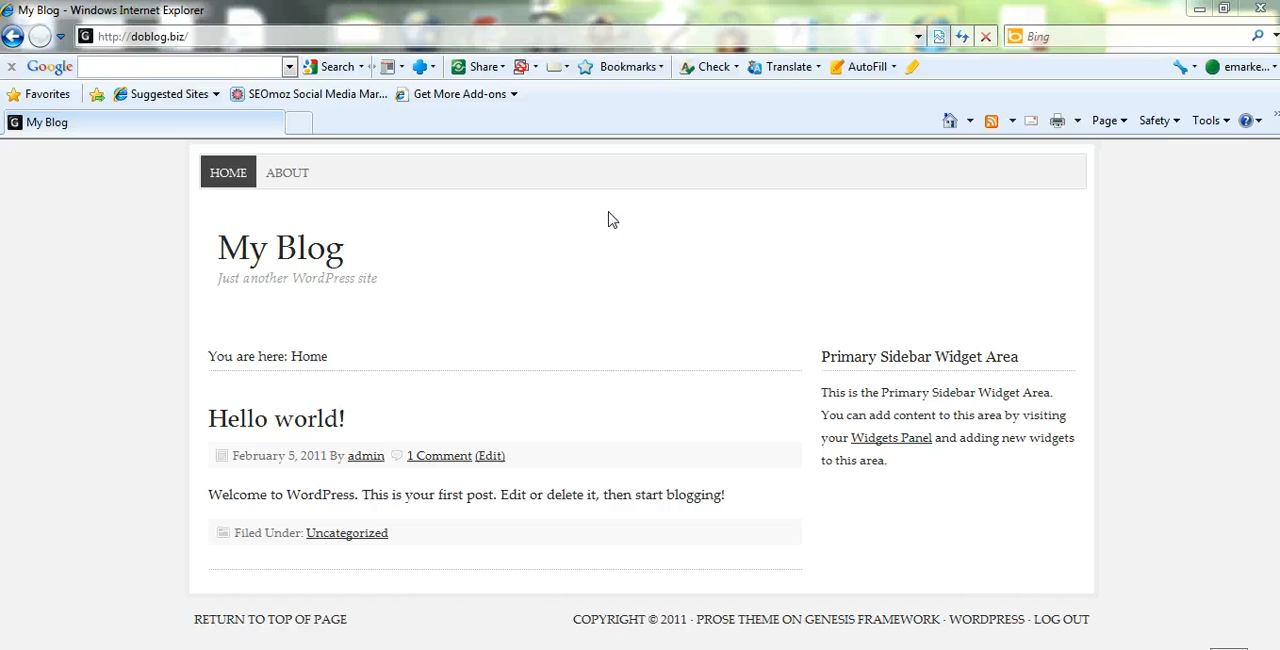 My Blog - Windows Internet Explorer
http://doblog.biz/
Bing
x Google Search Share Bookmarks Check Translate AutoFill emarke...
Favorites Suggested Sites SEOmoz Social Media Mar... Get More Add-ons
My Blog
Page Safety Tools
HOME ABOUT
My Blog
Just another WordPress site
You are here: Home
Hello world!
February 5, 2011 By admin 1 Comment (Edit)
Welcome to WordPress. This is your first post. Edit or delete it, then start blogging!
Filed Under: Uncategorized
Primary Sidebar Widget Area
This is the Primary Sidebar Widget Area.
You can add content to this area by visiting
your Widgets Panel and adding new widgets
to this area.
RETURN TO TOP OF PAGE
COPYRIGHT © 2011 · PROSE THEME ON GENESIS FRAMEWORK · WORDPRESS · LOG OUT